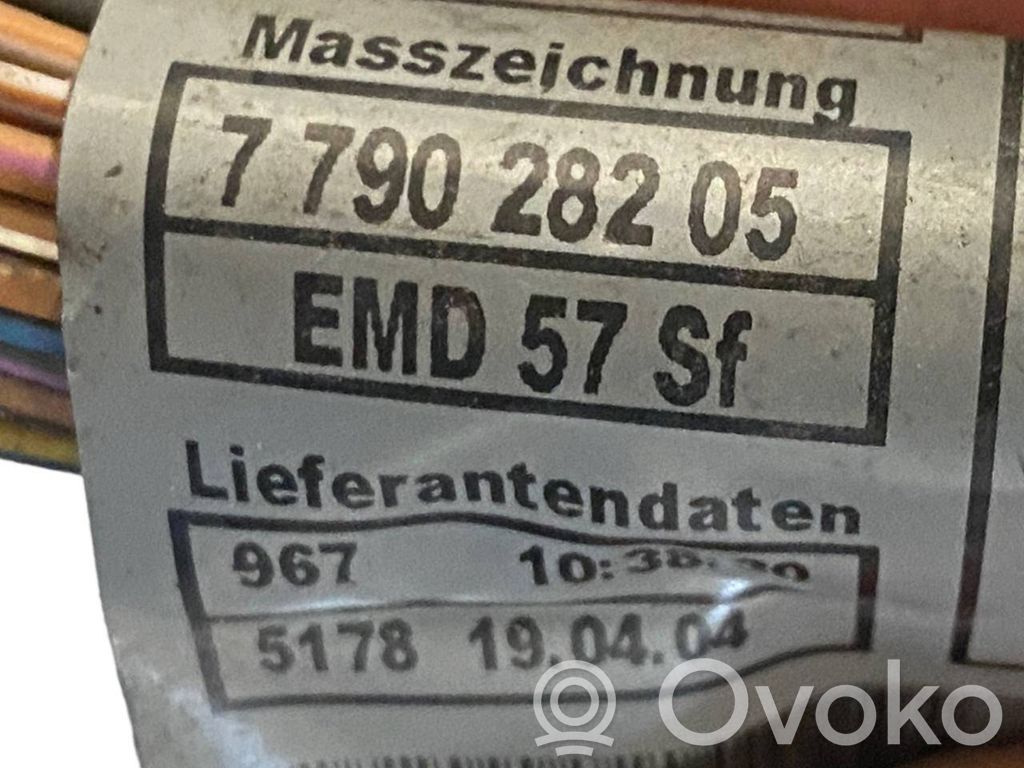 Masszeichnung
7 790 282 05
EMD 57 Sf
Lieferantendaten
967
5178 19.04.04
Ovoko